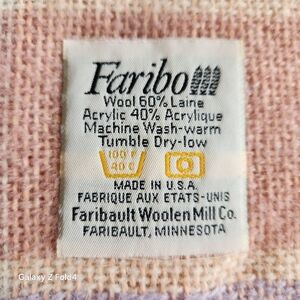 Faribo
Wool 60% Laine
Acrylic 40% Acrylique
Machine Wash-warm
Tumble Dry-low
100 F
40 C
MADE IN U.S.A.
FABRIQUE AUX ETATS-UNIS
Faribault Woolen Mill Co.
FARIBAULT, MINNESOTA
Galaxy Z Fold4